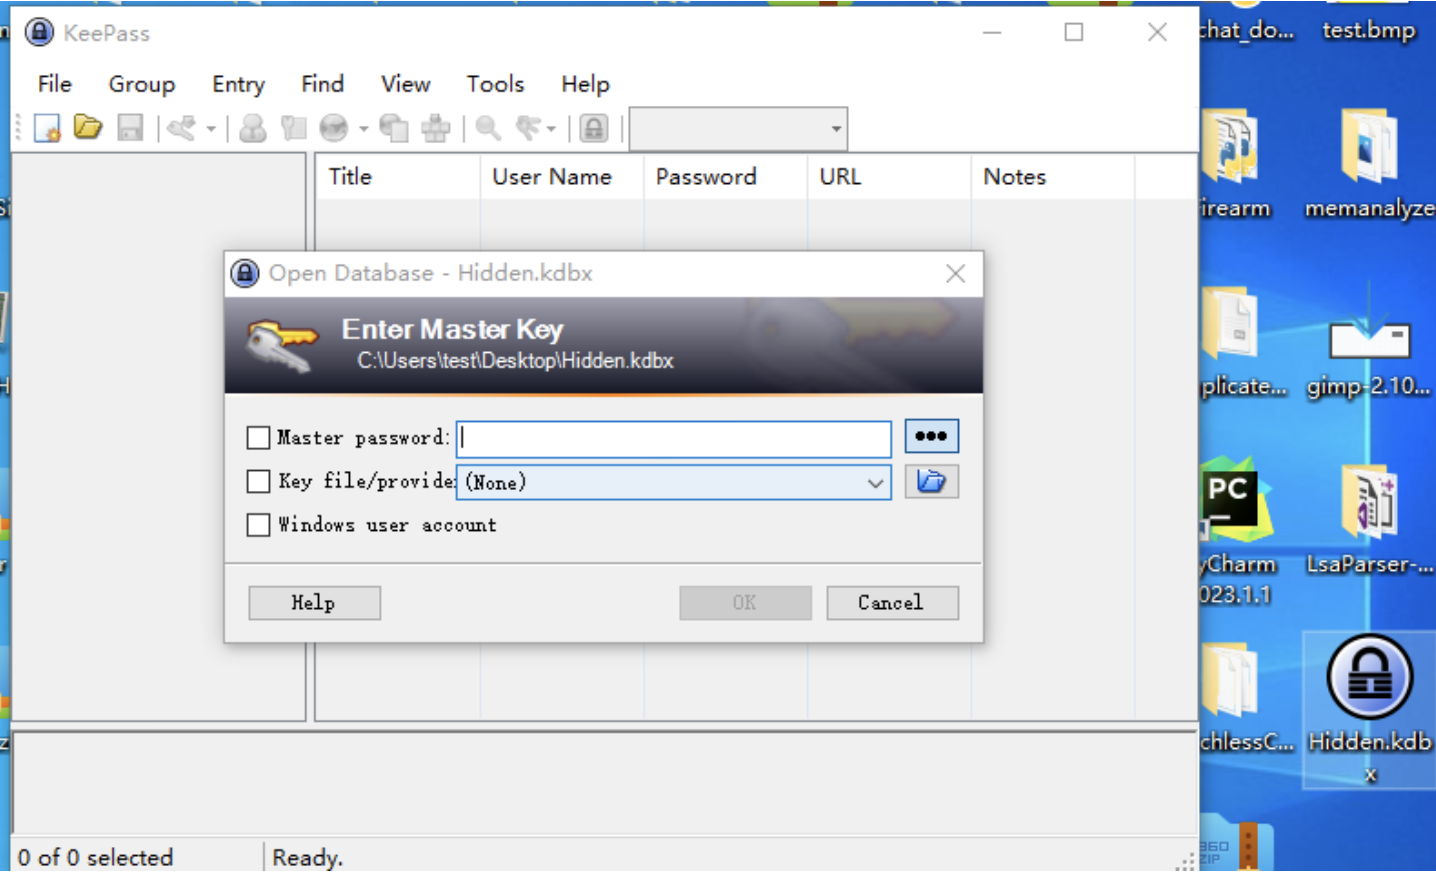 KeePass
File Group Entry Find View Tools Help
Title User Name Password URL Notes
Open Database - Hidden.kdbx
Enter Master Key
C:\Users\test\Desktop\Hidden.kdbx
Master password:
•••
Key file/provide
(None)
Windows user account
Help OK Cancel
0 of 0 selected
Ready.
chat_do...
test.bmp
irearm
memanalyze
plicate...
gimp-2.10...
PC
yCharm
023.1.1
LsaParser-...
chlessC...
Hidden.kdb
x
360
ZIP